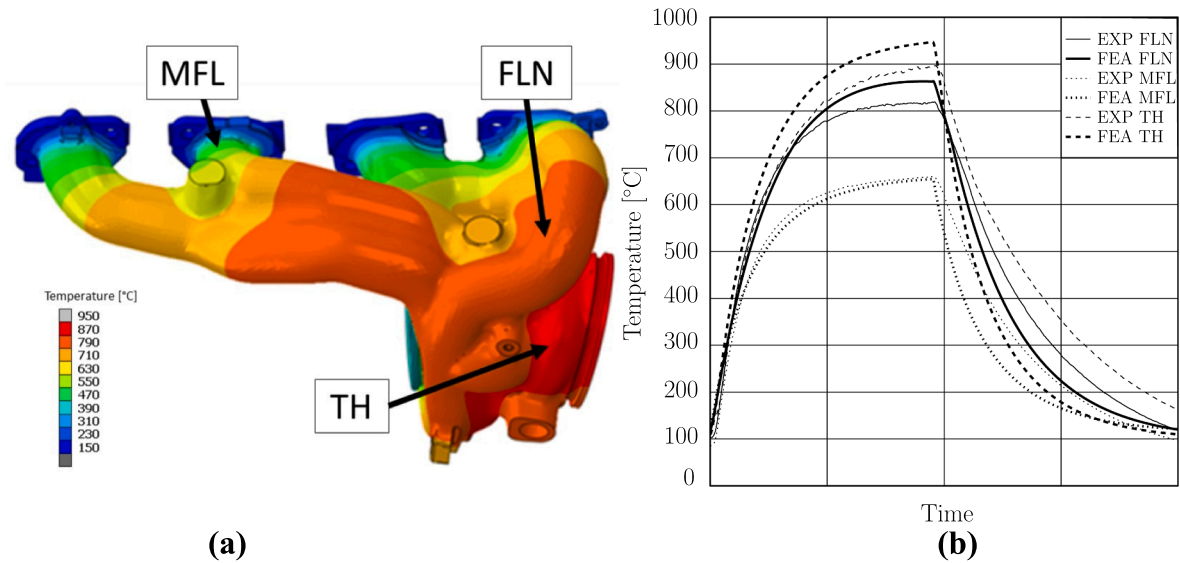 MFL
FLN
TH
Temperature [°C]
950
870
790
710
630
550
470
390
310
230
150
(a)
1000
900
800
700
600
500
400
300
200
100
0
Temperature [°C]
Time
EXP FLN
FEA FLN
EXP MFL
FEA MFL
EXP TH
FEA TH
(b)